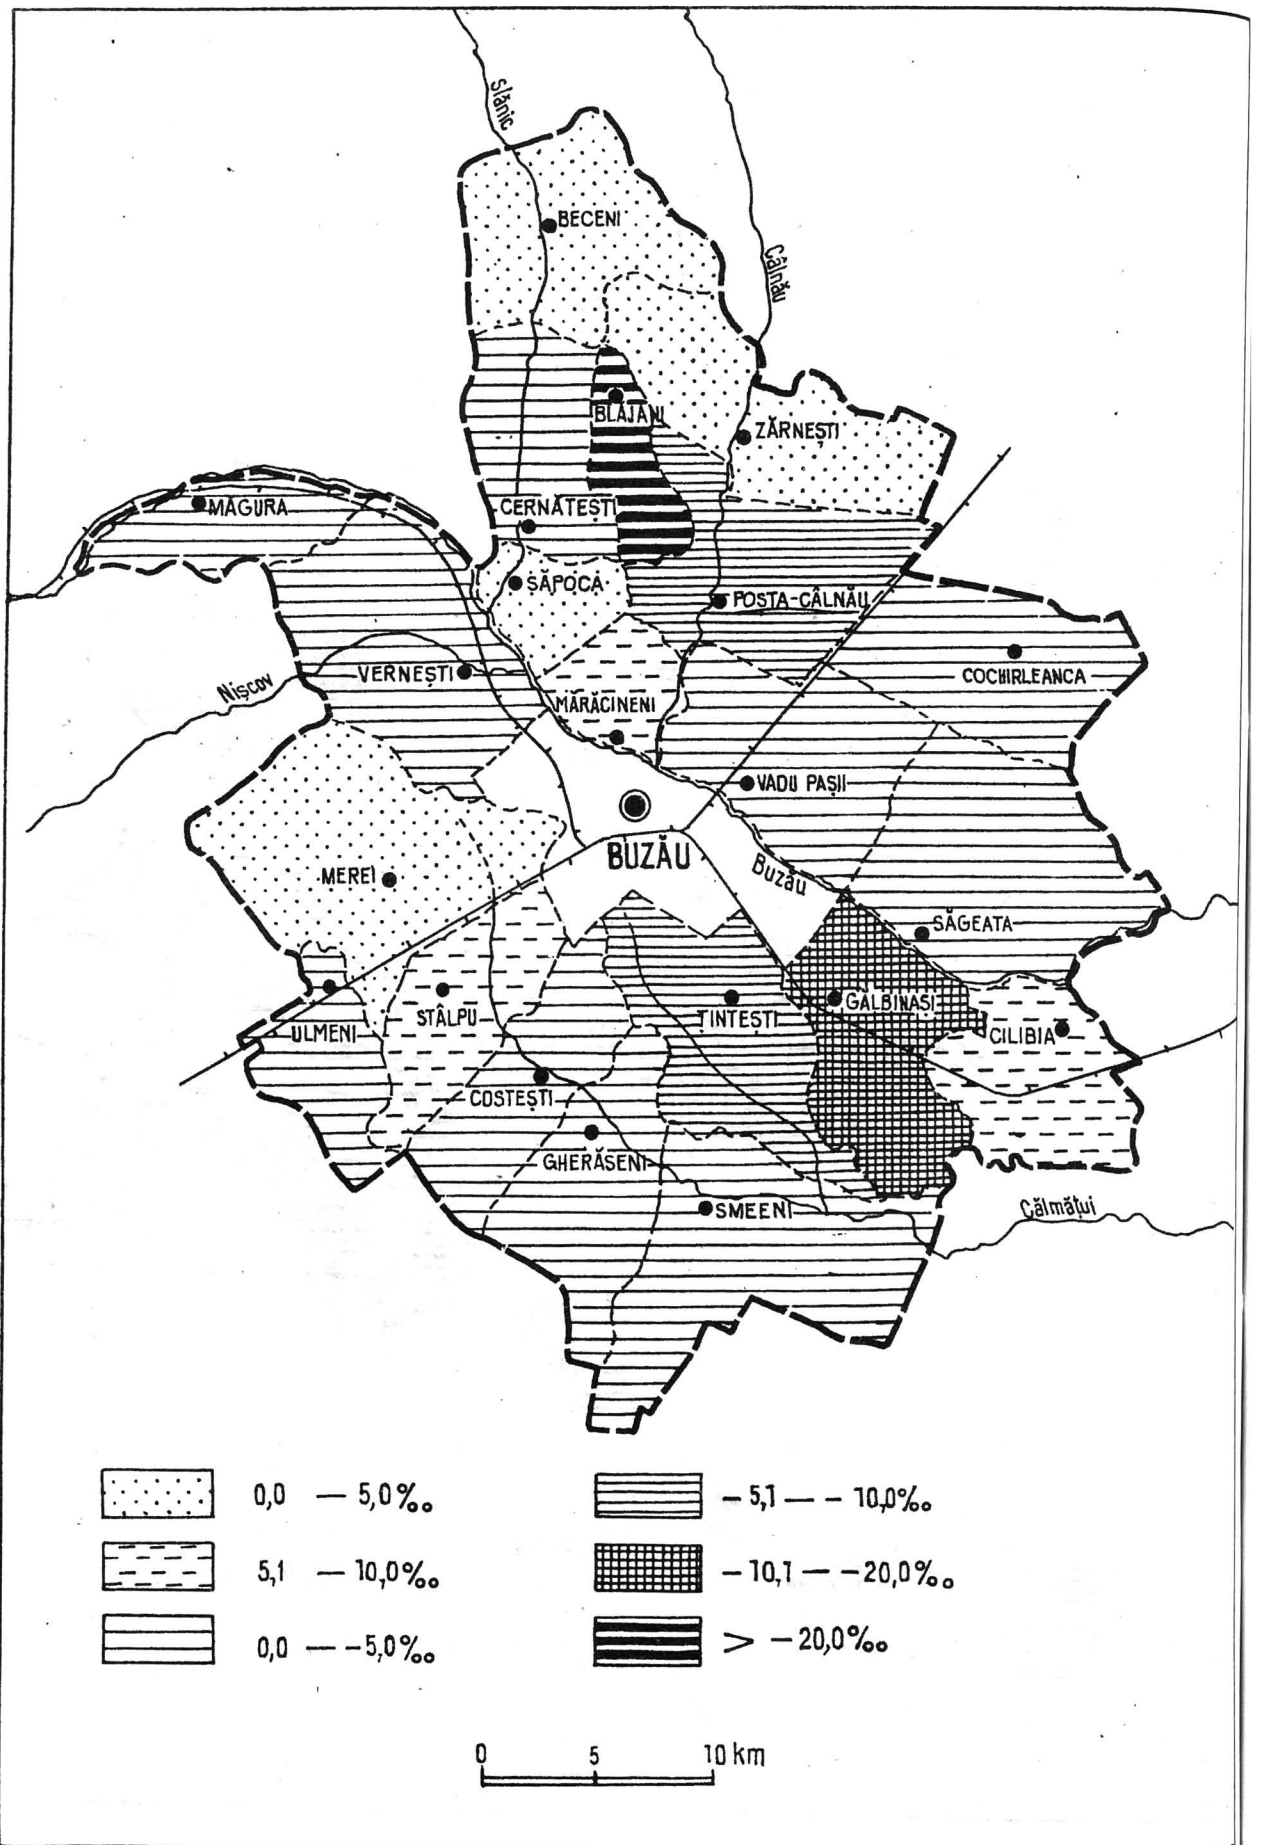 Slănic
BECENI
Câlnău
BLĂJANI
ZĂRNEȘTI
CERNĂTEȘTI
MĂGURA
SĂPOCA
POSTA-CÂLNĂU
COCHIRLEANCA
VERNEȘTI
Nișcov
MĂRĂCINENI
VADU PAȘII
BUZĂU
Buzău
MEREI
SĂGEATA
GĂLBINAȘI
ȚINTEȘTI
STÂLPU
ULMENI
CILIBIA
COSTEȘTI
GHERĂSENI
SMEENI
Călmățui
0,0 — 5,0‰
5,1 — 10,0‰
0,0 — -5,0‰
-5,1 — -10,0‰
-10,1 — -20,0‰
> -20,0‰
0 5 10 km